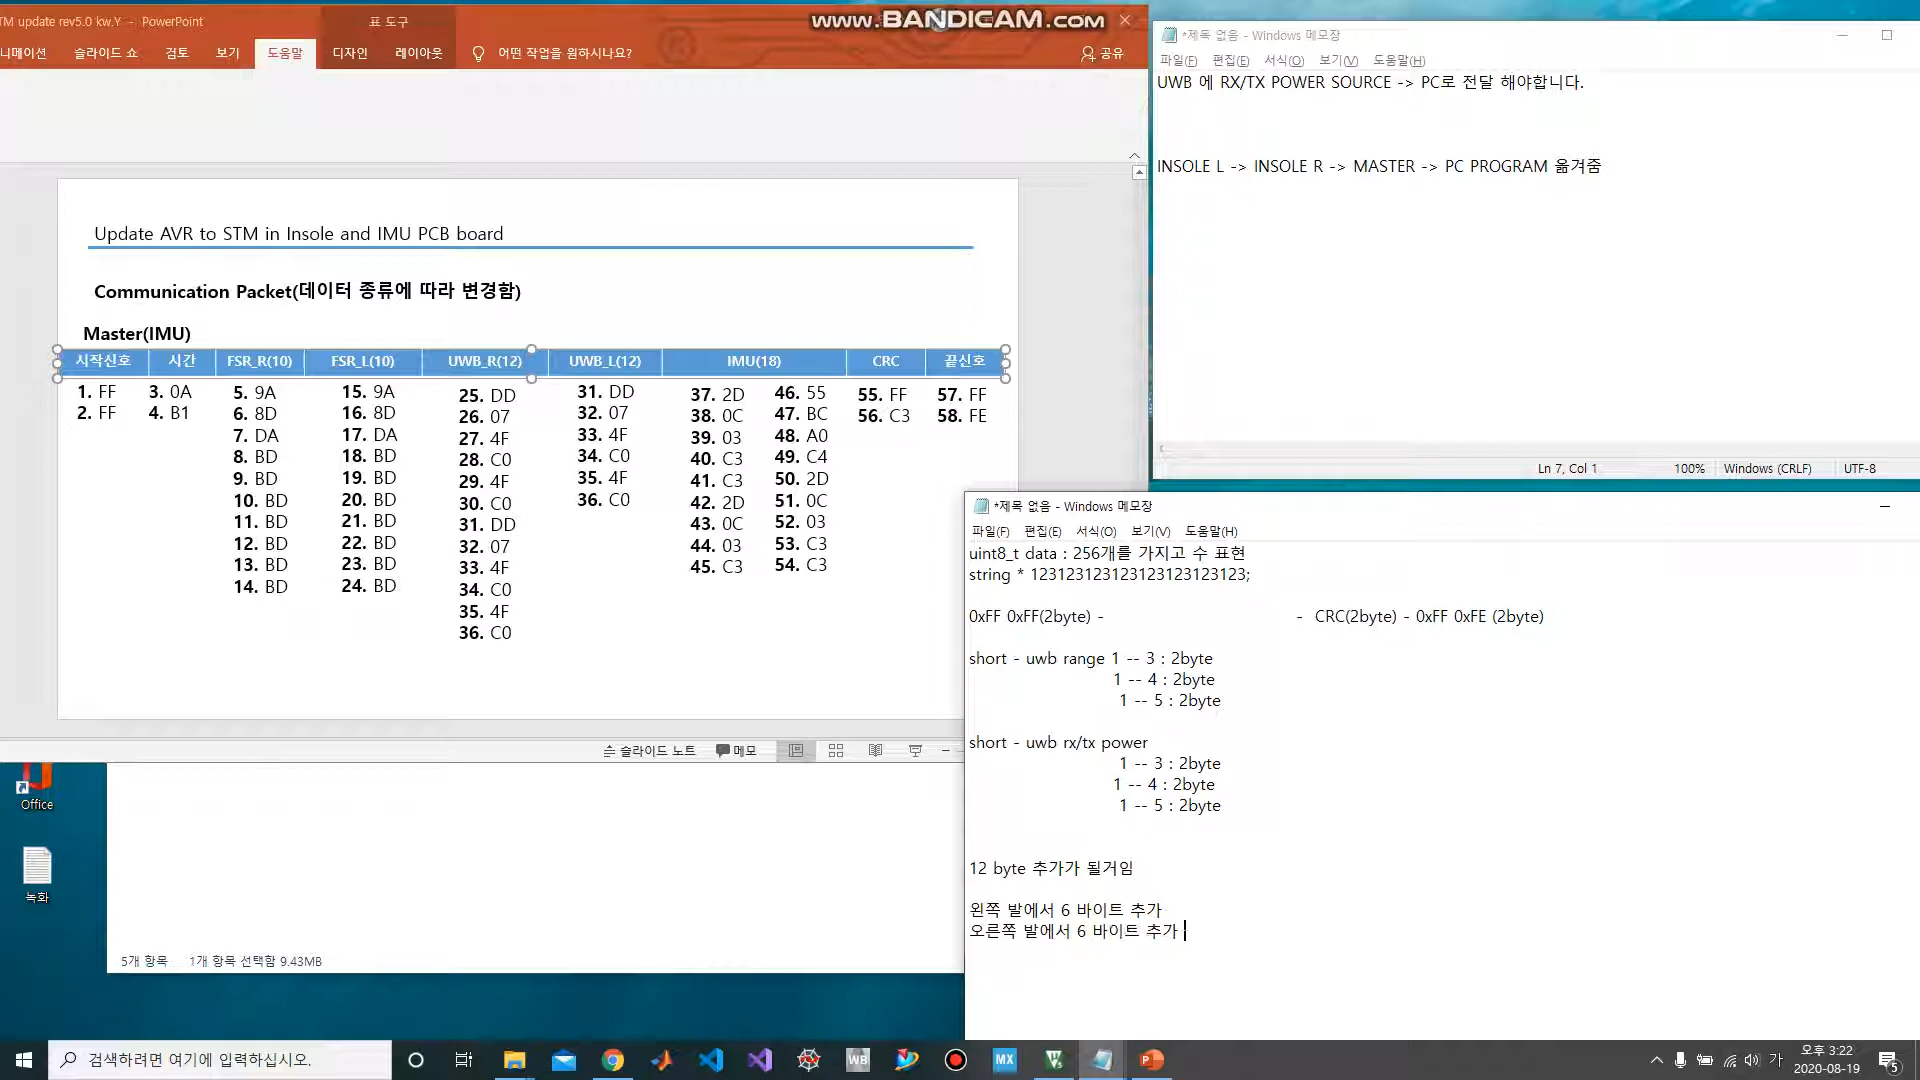 TM update rev5.0 kw.Y - PowerPoint
표 도구
www.BANDICAM.com
니메이션 슬라이드 쇼 검토 보기 도움말 디자인 레이아웃 어떤 작업을 원하시나요? 공유
Update AVR to STM in Insole and IMU PCB board
Communication Packet(데이터 종류에 따라 변경함)
Master(IMU)
시작신호 시간 FSR_R(10) FSR_L(10) UWB_R(12) UWB_L(12) IMU(18) CRC 끝신호
1. FF
2. FF
3. 0A
4. B1
5. 9A
6. 8D
7. DA
8. BD
9. BD
10. BD
11. BD
12. BD
13. BD
14. BD
15. 9A
16. 8D
17. DA
18. BD
19. BD
20. BD
21. BD
22. BD
23. BD
24. BD
25. DD
26. 07
27. 4F
28. C0
29. 4F
30. C0
31. DD
32. 07
33. 4F
34. C0
35. 4F
36. C0
31. DD
32. 07
33. 4F
34. C0
35. 4F
36. C0
37. 2D
38. 0C
39. 03
40. C3
41. C3
42. 2D
43. 0C
44. 03
45. C3
46. 55
47. BC
48. A0
49. C4
50. 2D
51. 0C
52. 03
53. C3
54. C3
55. FF
56. C3
57. FF
58. FE
슬라이드 노트 메모
*제목 없음 - Windows 메모장
파일(F) 편집(E) 서식(O) 보기(V) 도움말(H)
UWB 에 RX/TX POWER SOURCE -> PC로 전달 해야합니다.
INSOLE L -> INSOLE R -> MASTER -> PC PROGRAM 옮겨줌
Ln 7, Col 1 100% Windows (CRLF) UTF-8
*제목 없음 - Windows 메모장
파일(F) 편집(E) 서식(O) 보기(V) 도움말(H)
uint8_t data : 256개를 가지고 수 표현
string * 123123123123123123123123;
0xFF 0xFF(2byte) - - CRC(2byte) - 0xFF 0xFE (2byte)
short - uwb range 1 -- 3 : 2byte
1 -- 4 : 2byte
1 -- 5 : 2byte
short - uwb rx/tx power
1 -- 3 : 2byte
1 -- 4 : 2byte
1 -- 5 : 2byte
12 byte 추가가 될거임
왼쪽 발에서 6 바이트 추가
오른쪽 발에서 6 바이트 추가
Office
녹화
5개 항목 1개 항목 선택함 9.43MB
검색하려면 여기에 입력하십시오.
WB
MX
가
오후 3:22
2020-08-19
5